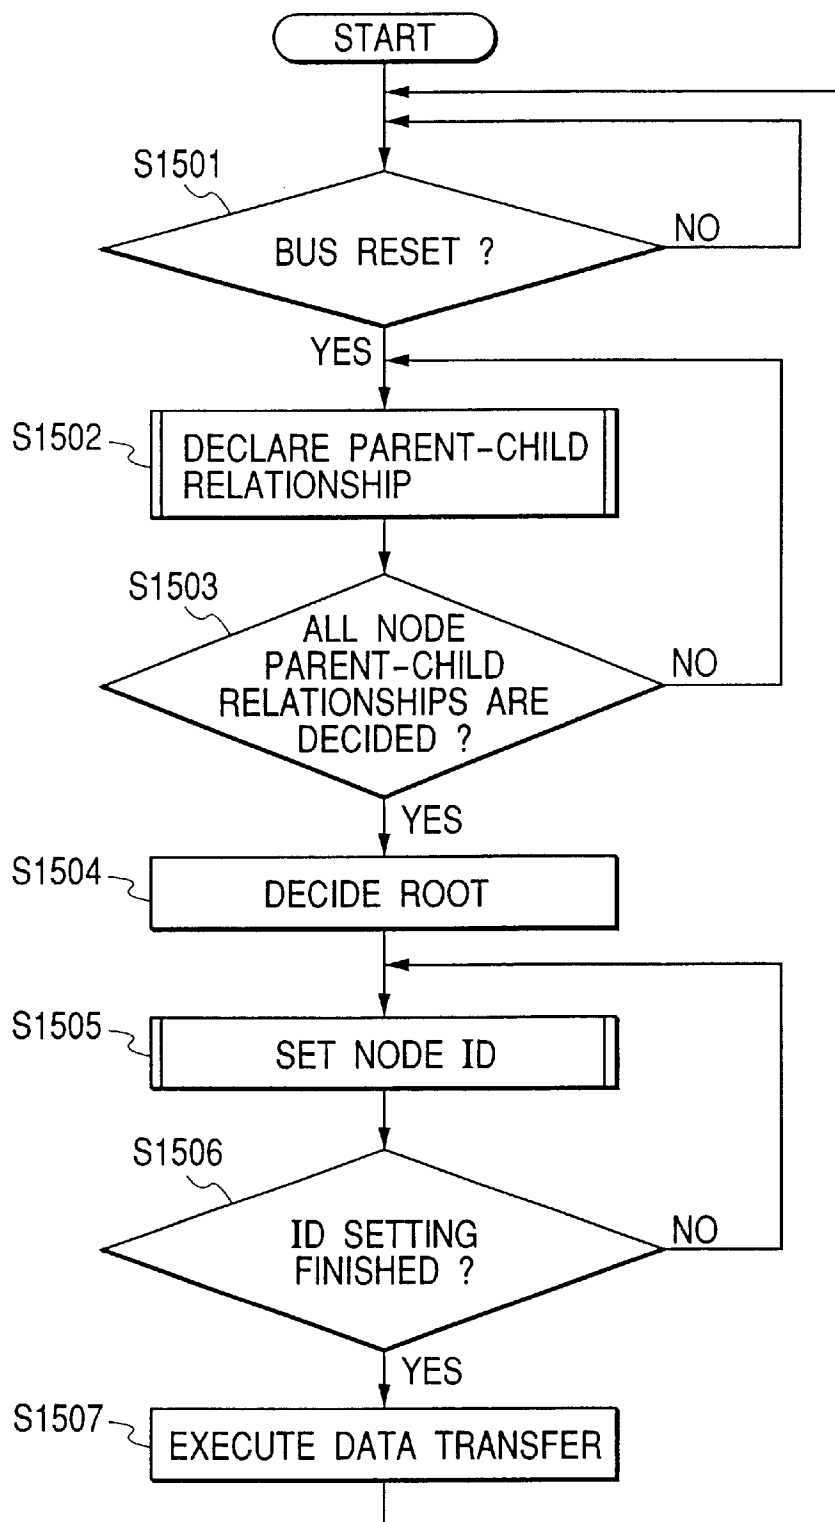 START
S1501
BUS RESET ?
NO
YES
S1502
DECLARE PARENT-CHILD
RELATIONSHIP
S1503
ALL NODE
PARENT-CHILD
RELATIONSHIPS ARE
DECIDED ?
NO
YES
S1504
DECIDE ROOT
S1505
SET NODE ID
S1506
ID SETTING
FINISHED ?
NO
YES
S1507
EXECUTE DATA TRANSFER